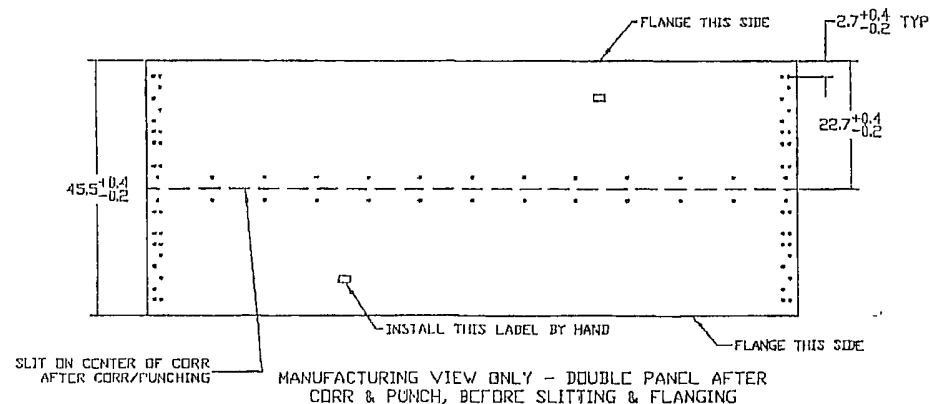 FLANGE THIS SIDE
2.7+0.4
-0.2 TYP
22.7+0.4
-0.2
45.5+0.4
-0.2
INSTALL THIS LABEL BY HAND
FLANGE THIS SIDE
SLIT ON CENTER OF CORR
AFTER CORR/PUNCHING
MANUFACTURING VIEW ONLY - DOUBLE PANEL AFTER
CORR & PUNCH, BEFORE SLITTING & FLANGING